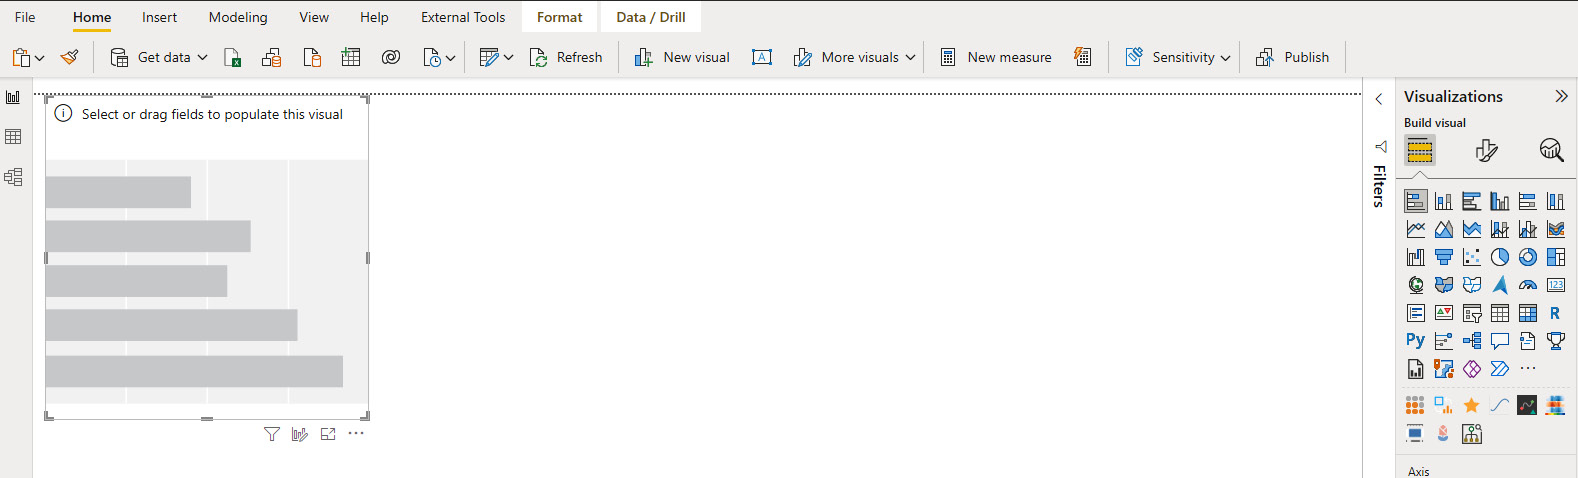 File Home Insert Modeling View Help External Tools Format Data / Drill
Get data Refresh New visual A More visuals New measure Sensitivity Publish
Select or drag fields to populate this visual
Filters
Visualizations
Build visual
123
R
Py
Axis